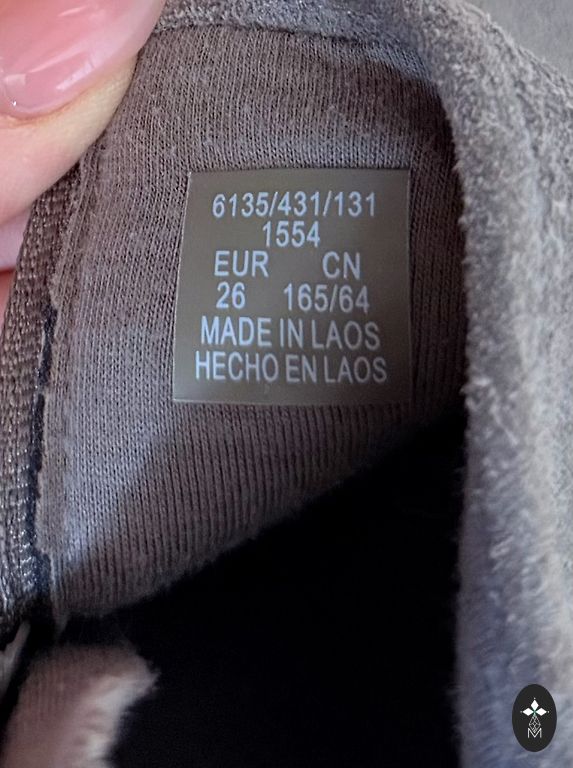 6135/431/131
1554
EUR CN
26 165/64
MADE IN LAOS
HECHO EN LAOS
M